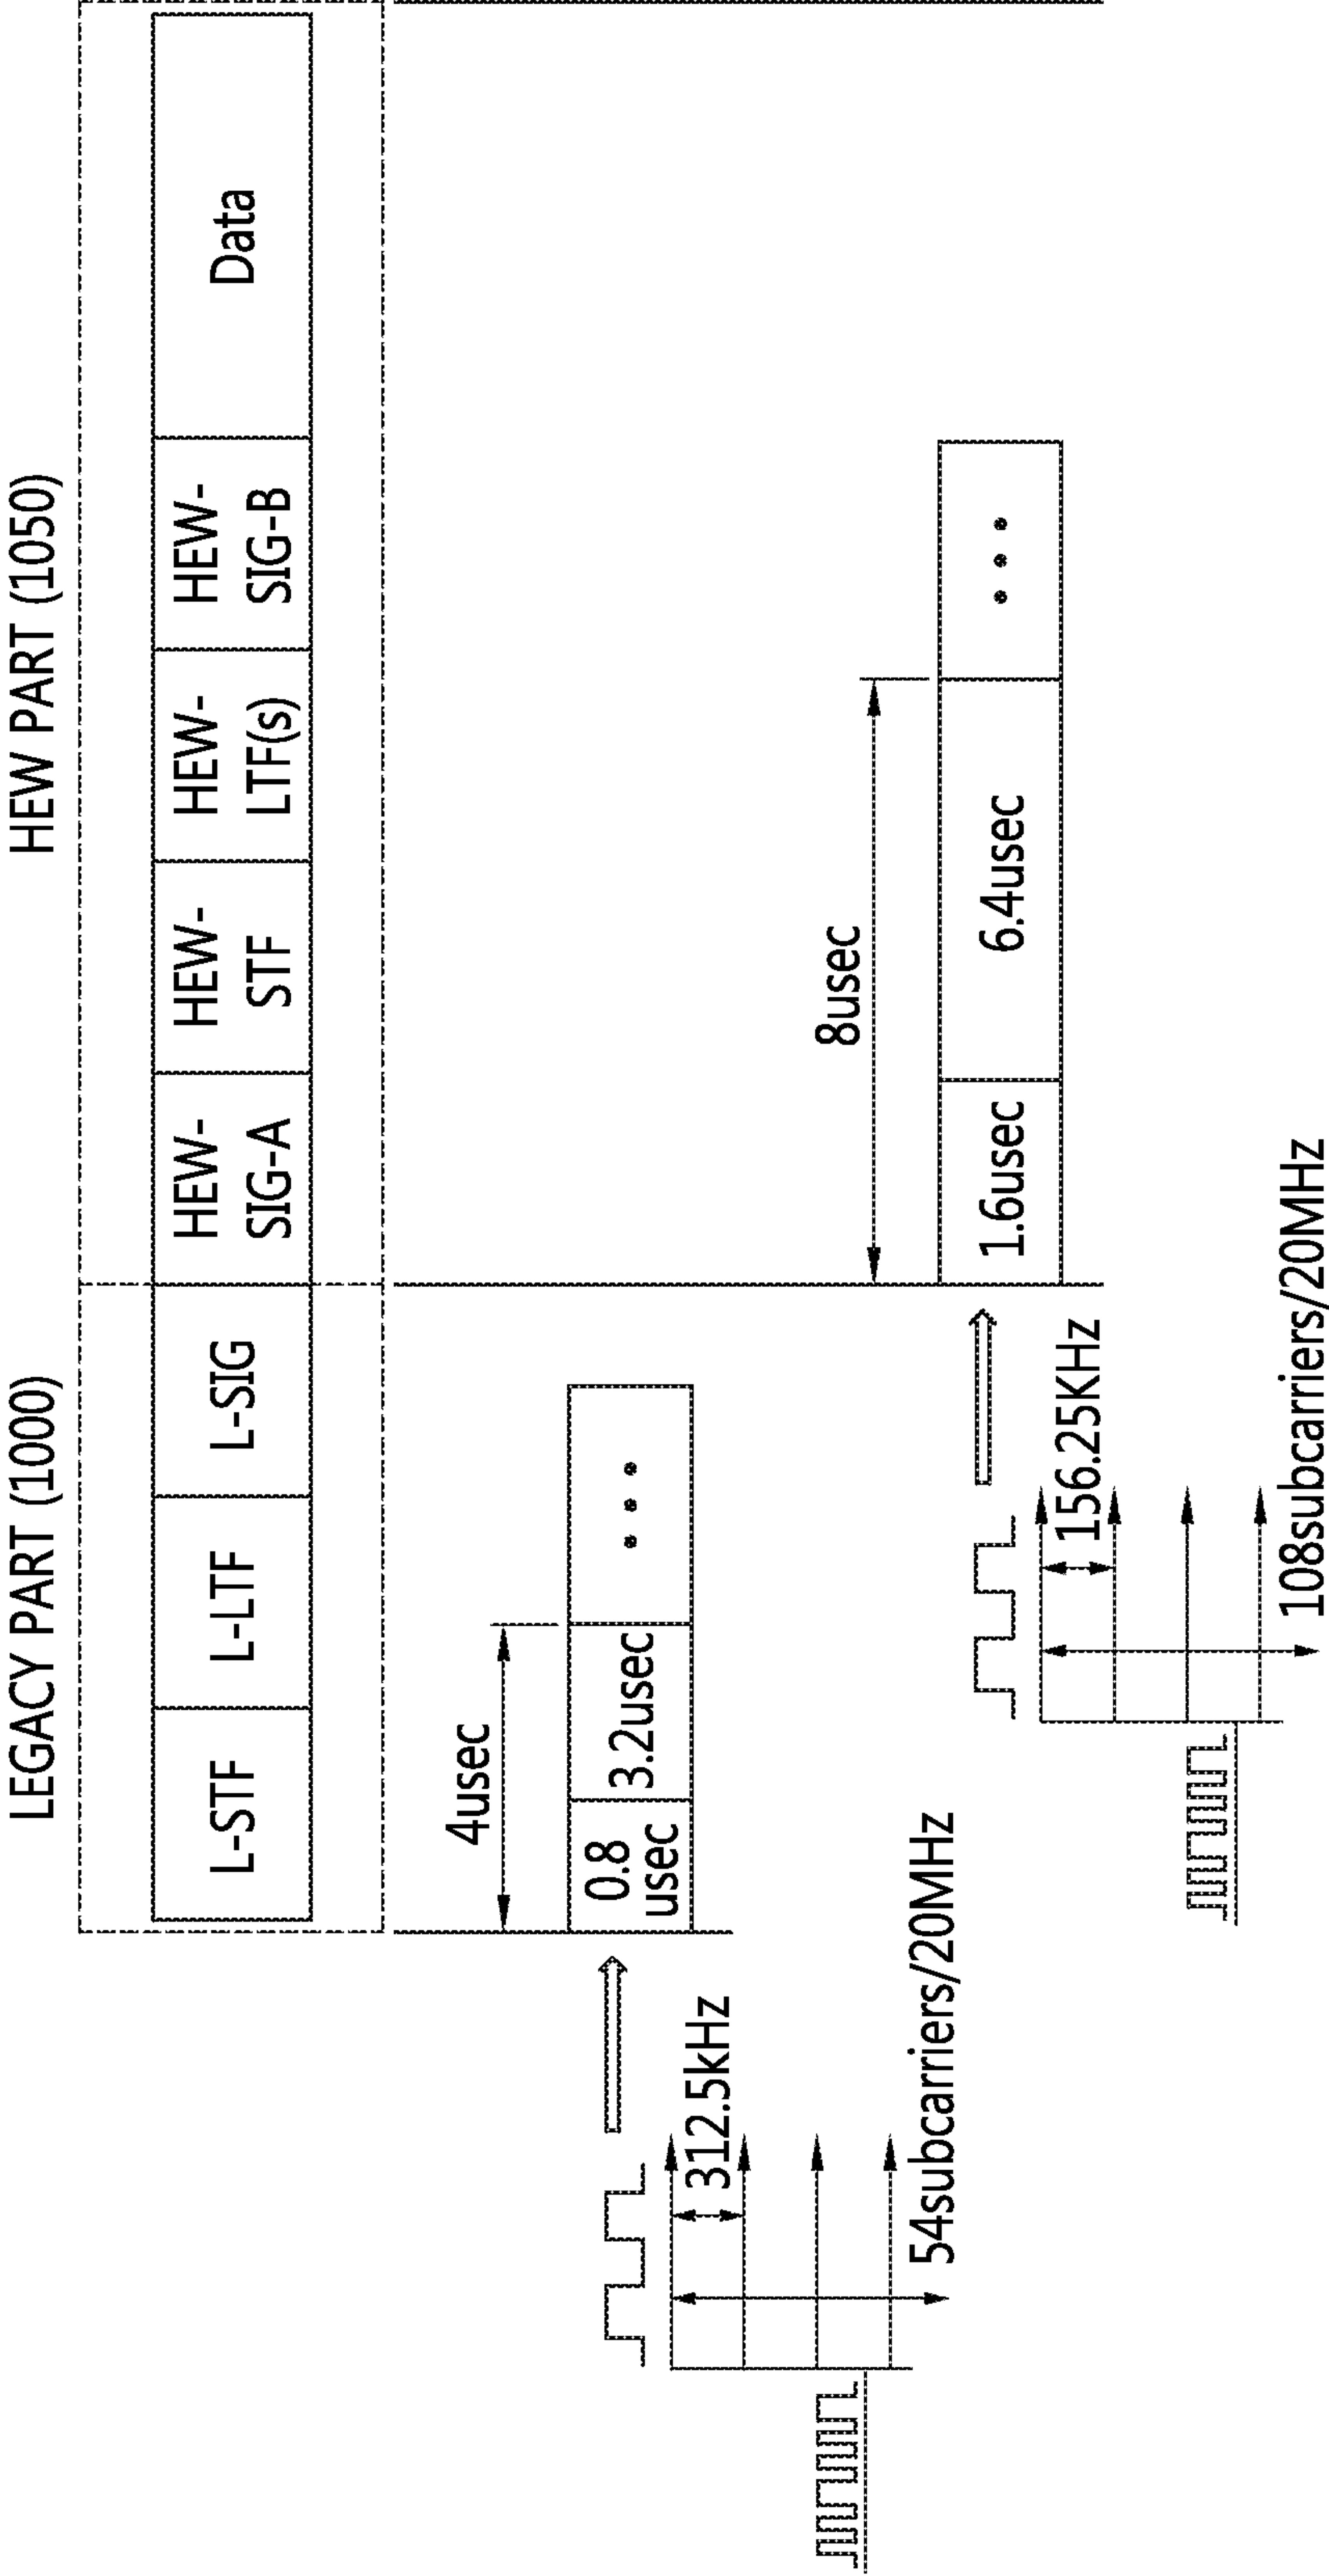 LEGACY PART (1000)
HEW PART (1050)
L-STF
L-LTF
L-SIG
HEW-
SIG-A
HEW-
STF
HEW-
LTF(s)
HEW-
SIG-B
Data
4usec
0.8
usec
3.2usec
312.5kHz
54subcarriers/20MHz
8usec
1.6usec
6.4usec
156.25KHz
108subcarriers/20MHz